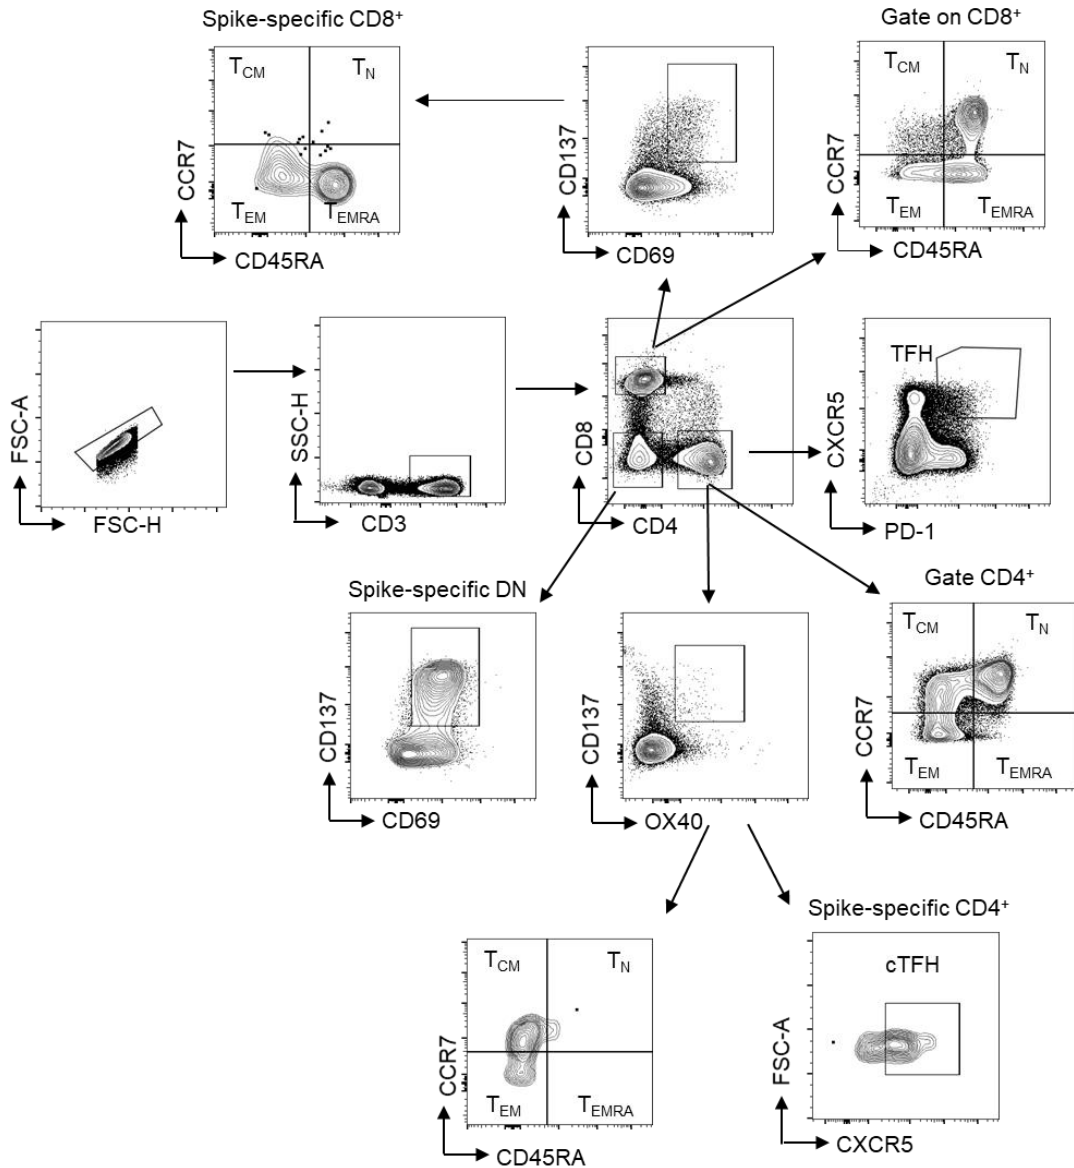 Spike-specific CD8⁺
Gate on CD8⁺
T_CM
T_N
T_EM
T_EMRA
CCR7
CD45RA
CD137
CD69
T_CM
T_N
T_EM
T_EMRA
CCR7
CD45RA
FSC-A
FSC-H
SSC-H
CD3
CD8
CD4
TFH
CXCR5
PD-1
Spike-specific DN
Gate CD4⁺
CD137
CD69
CD137
OX40
T_CM
T_N
T_EM
T_EMRA
CCR7
CD45RA
Spike-specific CD4⁺
T_CM
T_N
T_EM
T_EMRA
CCR7
CD45RA
cTFH
FSC-A
CXCR5